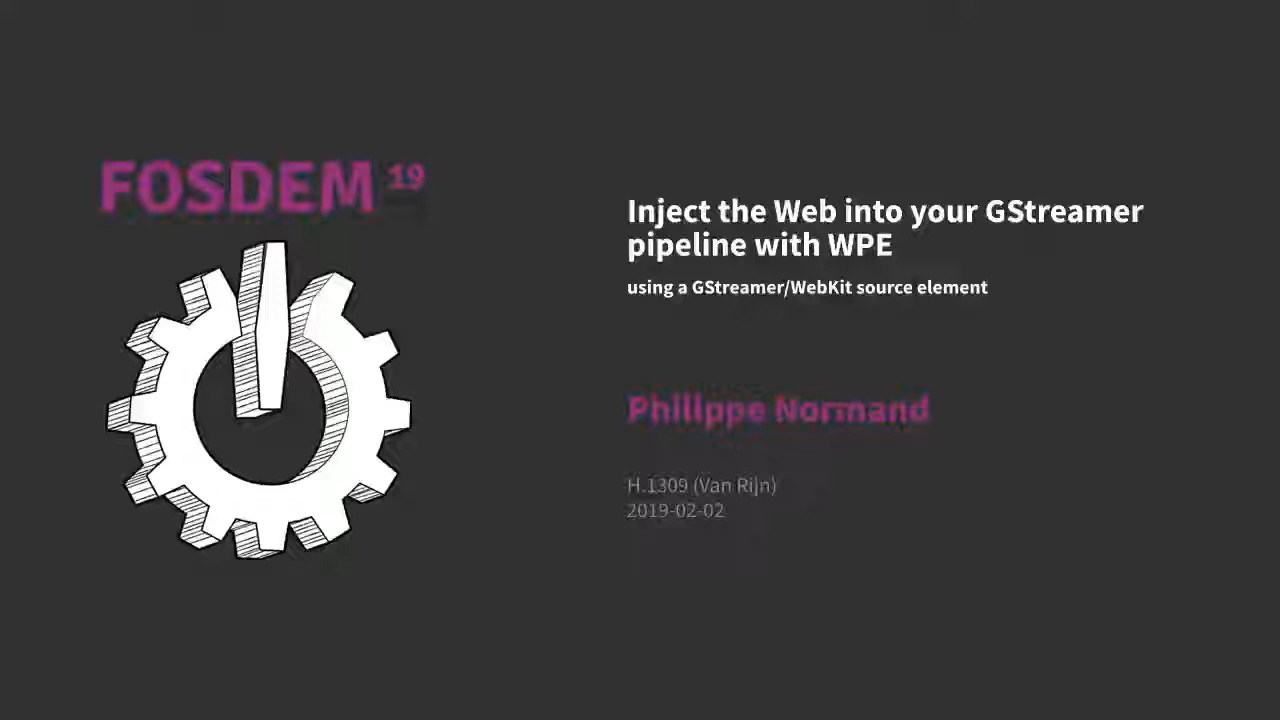 FOSDEM 19
Inject the Web into your GStreamer
pipeline with WPE
using a GStreamer/WebKit source element
Philippe Normand
H.1309 (Van Rijn)
2019-02-02